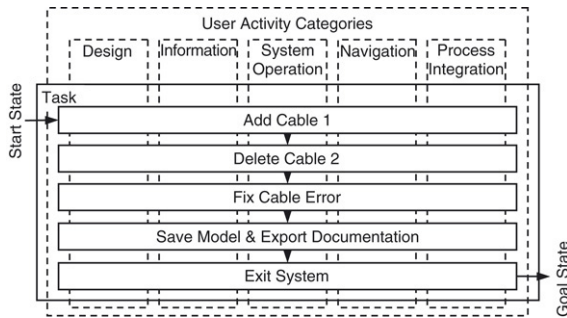 User Activity Categories
Design
Information
System
Operation
Navigation
Process
Integration
Start State
Task
Add Cable 1
Delete Cable 2
Fix Cable Error
Save Model & Export Documentation
Exit System
Goal State